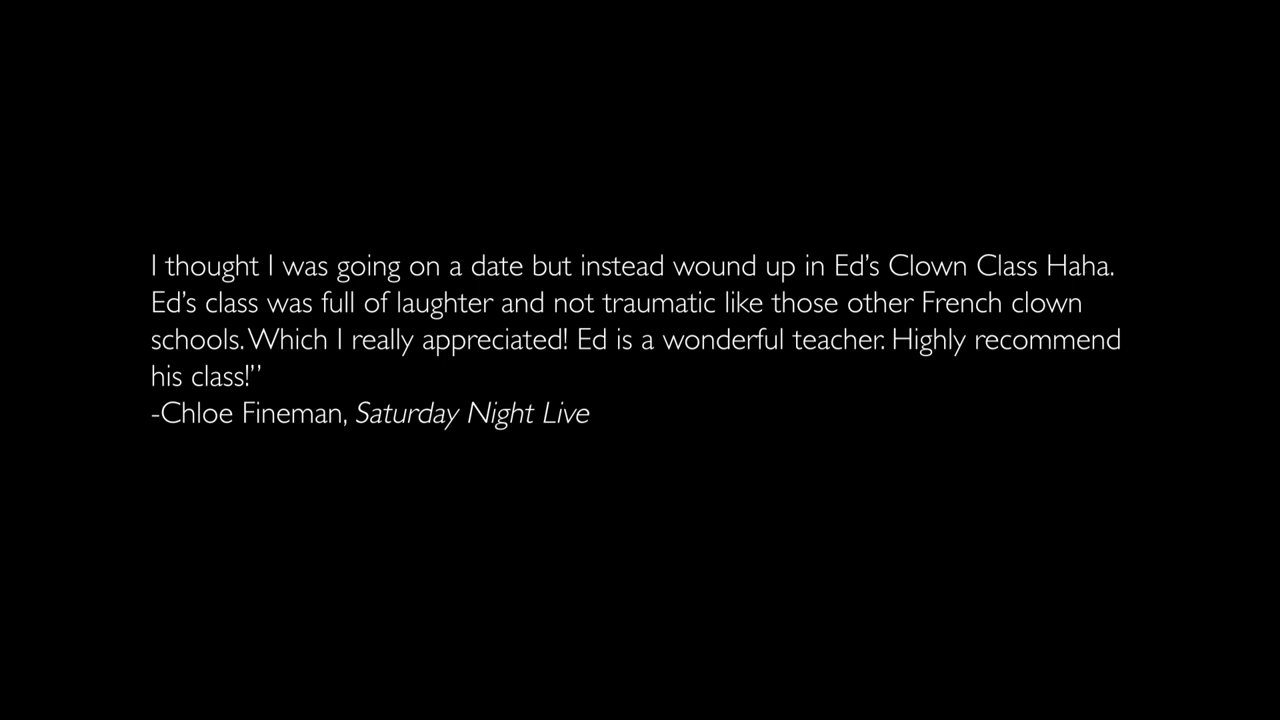 I thought I was going on a date but instead wound up in Ed’s Clown Class Haha.
Ed’s class was full of laughter and not traumatic like those other French clown
schools. Which I really appreciated! Ed is a wonderful teacher. Highly recommend
his class!”
-Chloe Fineman, Saturday Night Live